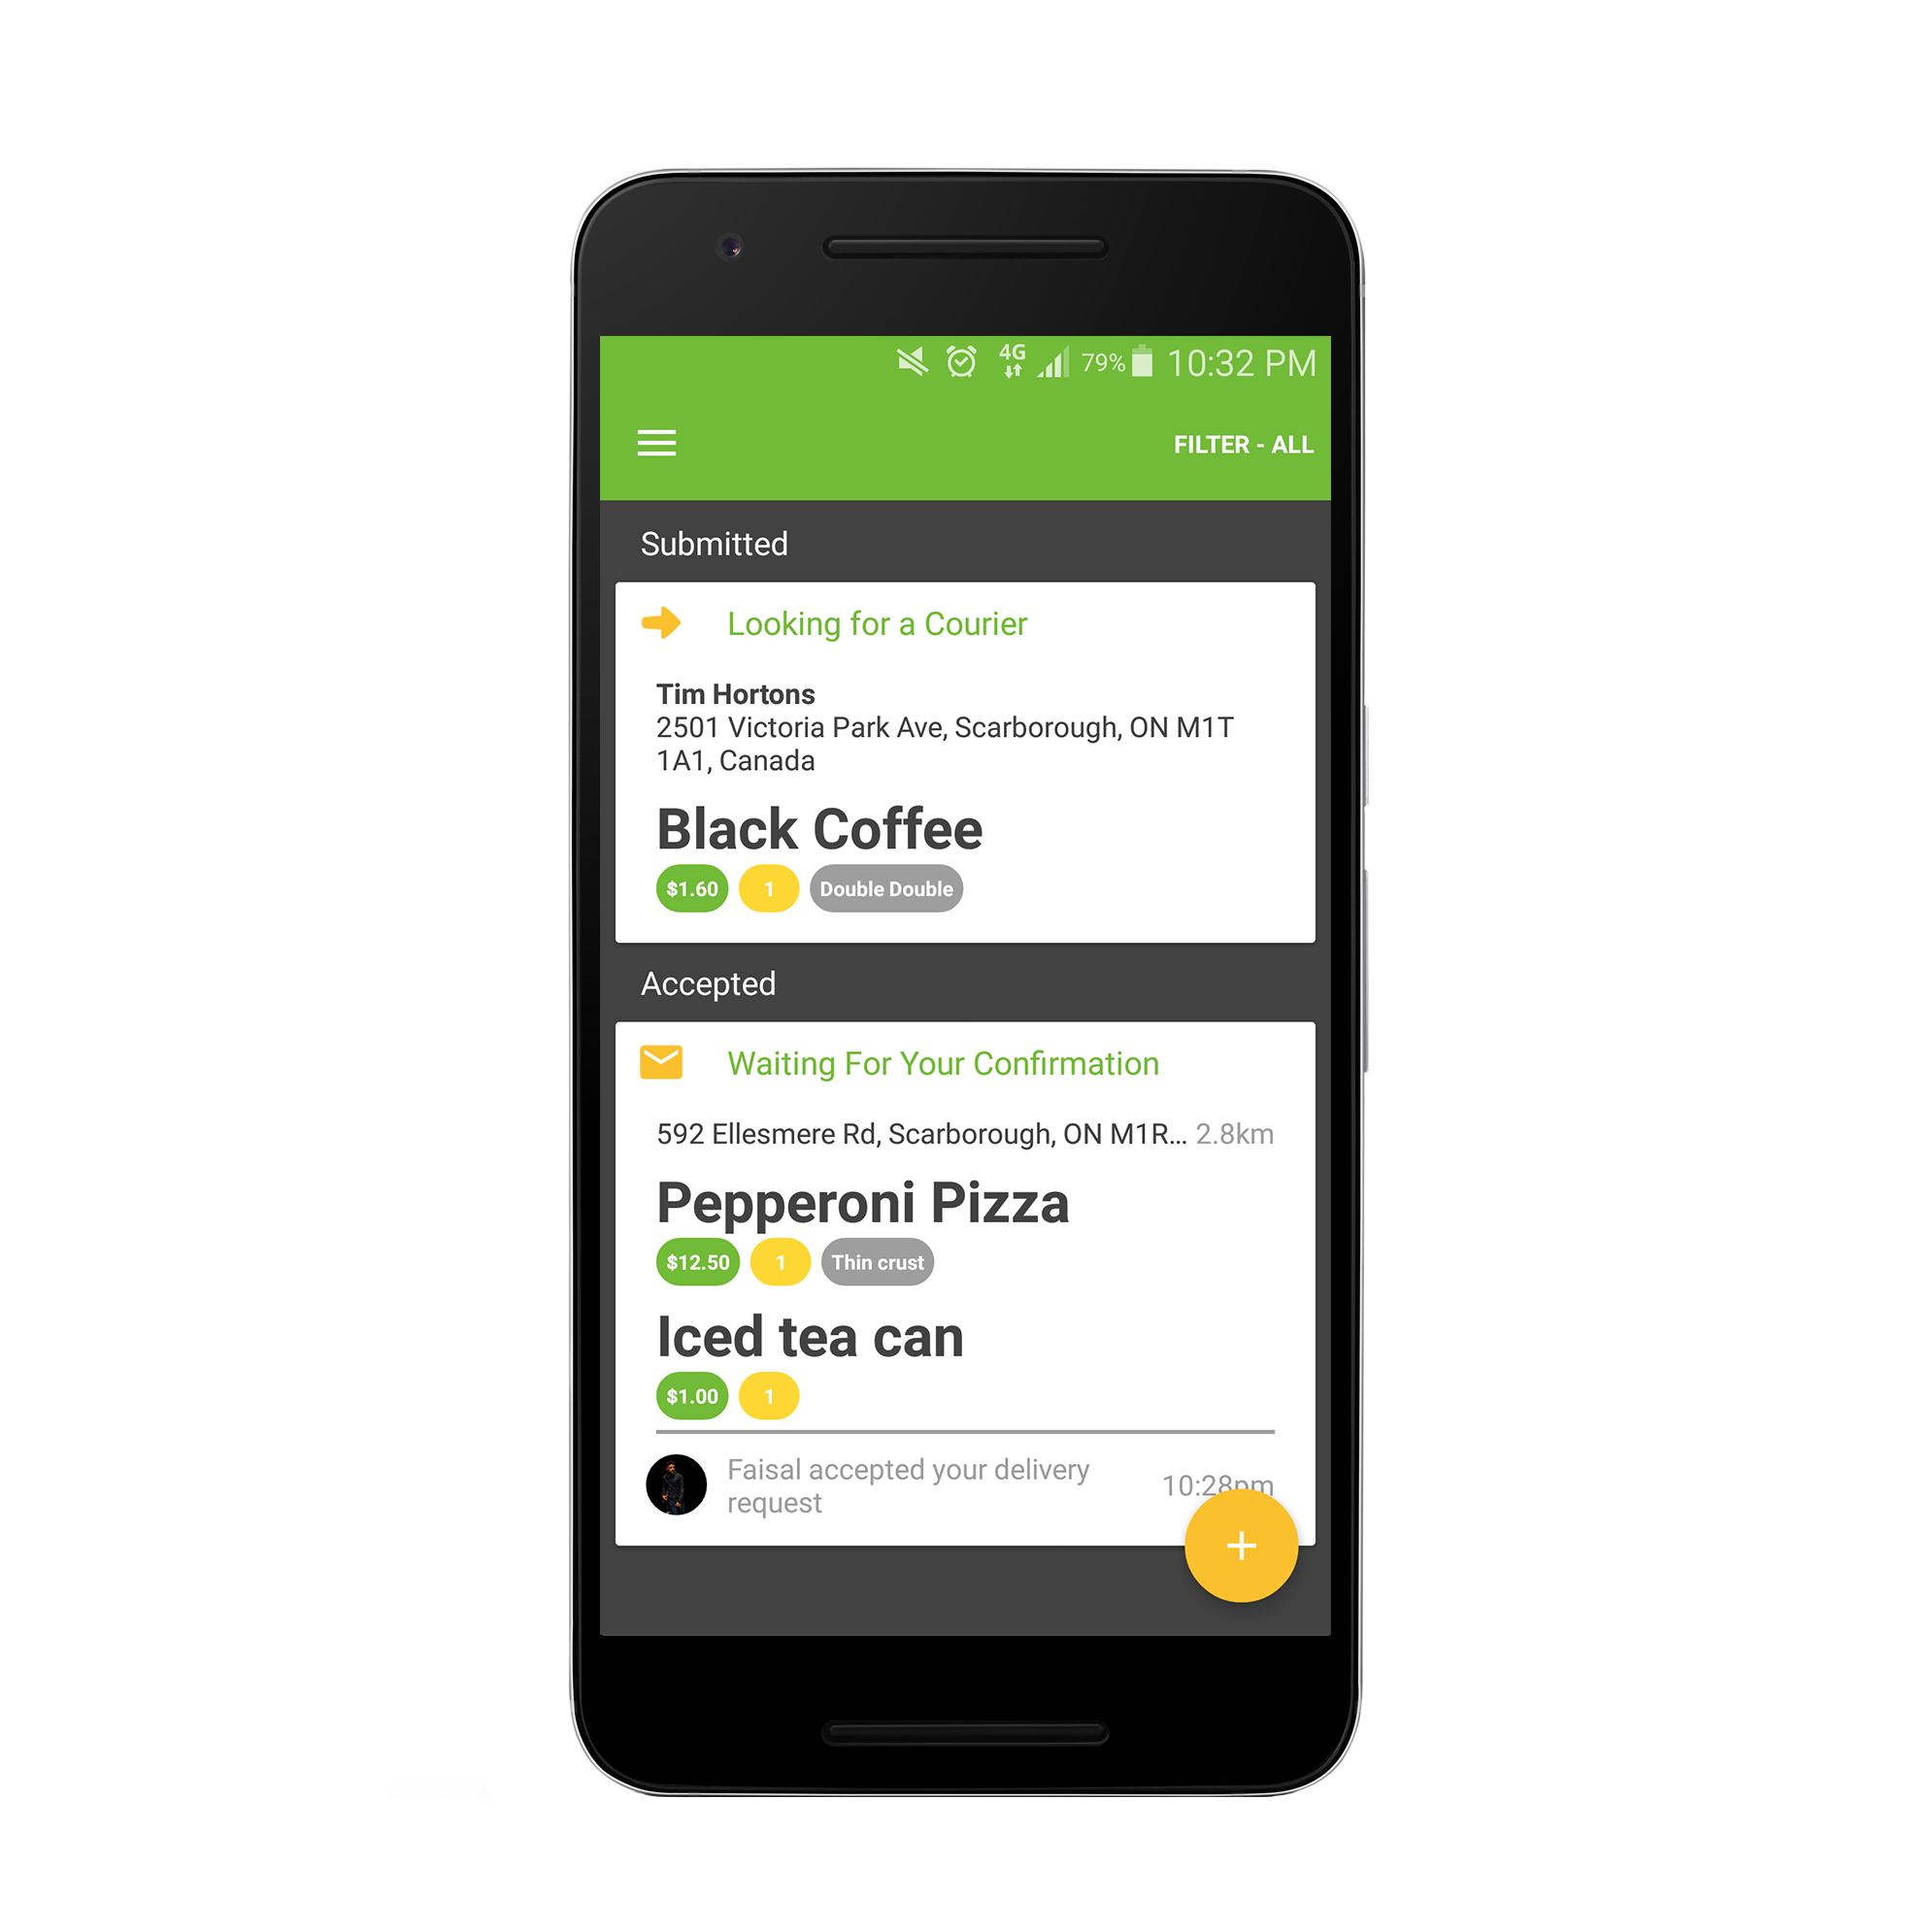 4G 79% 10:32 PM
FILTER - ALL
Submitted
Looking for a Courier
Tim Hortons
2501 Victoria Park Ave, Scarborough, ON M1T
1A1, Canada
Black Coffee
$1.60 1 Double Double
Accepted
Waiting For Your Confirmation
592 Ellesmere Rd, Scarborough, ON M1R... 2.8km
Pepperoni Pizza
$12.50 1 Thin crust
Iced tea can
$1.00 1
Faisal accepted your delivery
request
10:28pm
+